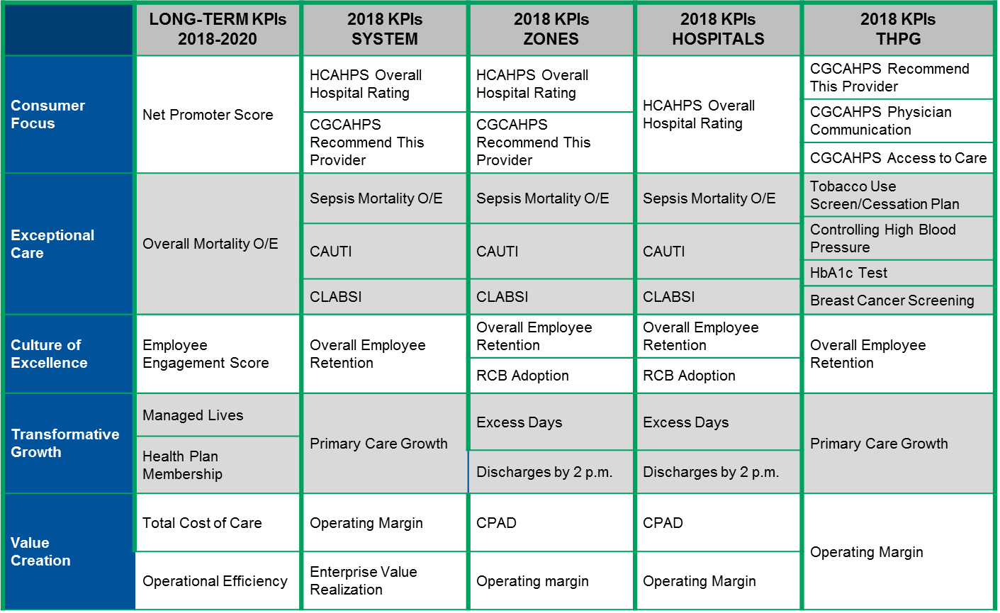 LONG-TERM KPIs
2018-2020
2018 KPIs
SYSTEM
2018 KPIs
ZONES
2018 KPIs
HOSPITALS
2018 KPIs
THPG
Consumer
Focus
Net Promoter Score
HCAHPS Overall
Hospital Rating
CGCAHPS
Recommend This
Provider
HCAHPS Overall
Hospital Rating
CGCAHPS
Recommend This
Provider
HCAHPS Overall
Hospital Rating
CGCAHPS Recommend
This Provider
CGCAHPS Physician
Communication
CGCAHPS Access to Care
Exceptional
Care
Overall Mortality O/E
Sepsis Mortality O/E
CAUTI
CLABSI
Sepsis Mortality O/E
CAUTI
CLABSI
Sepsis Mortality O/E
CAUTI
CLABSI
Tobacco Use
Screen/Cessation Plan
Controlling High Blood
Pressure
HbA1c Test
Breast Cancer Screening
Culture of
Excellence
Employee
Engagement Score
Overall Employee
Retention
Overall Employee
Retention
RCB Adoption
Overall Employee
Retention
RCB Adoption
Overall Employee
Retention
Transformative
Growth
Managed Lives
Health Plan
Membership
Primary Care Growth
Excess Days
Discharges by 2 p.m.
Excess Days
Discharges by 2 p.m.
Primary Care Growth
Value
Creation
Total Cost of Care
Operational Efficiency
Operating Margin
Enterprise Value
Realization
CPAD
Operating margin
CPAD
Operating Margin
Operating Margin